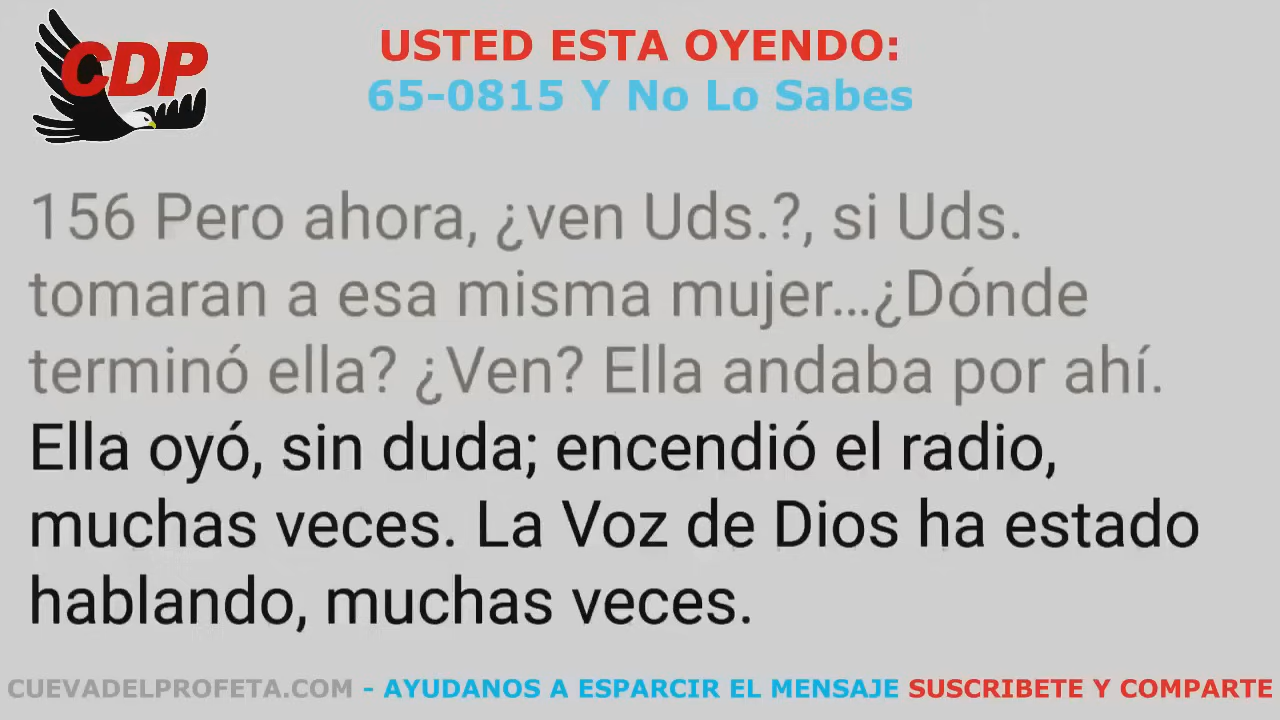 CDP
USTED ESTA OYENDO:
65-0815 Y No Lo Sabes
156 Pero ahora, ¿ven Uds.?, si Uds.
tomaran a esa misma mujer...¿Dónde
terminó ella? ¿Ven? Ella andaba por ahí.
Ella oyó, sin duda; encendió el radio,
muchas veces. La Voz de Dios ha estado
hablando, muchas veces.
CUEVADELPROFETA.COM - AYUDANOS A ESPARCIR EL MENSAJE SUSCRIBETE Y COMPARTE